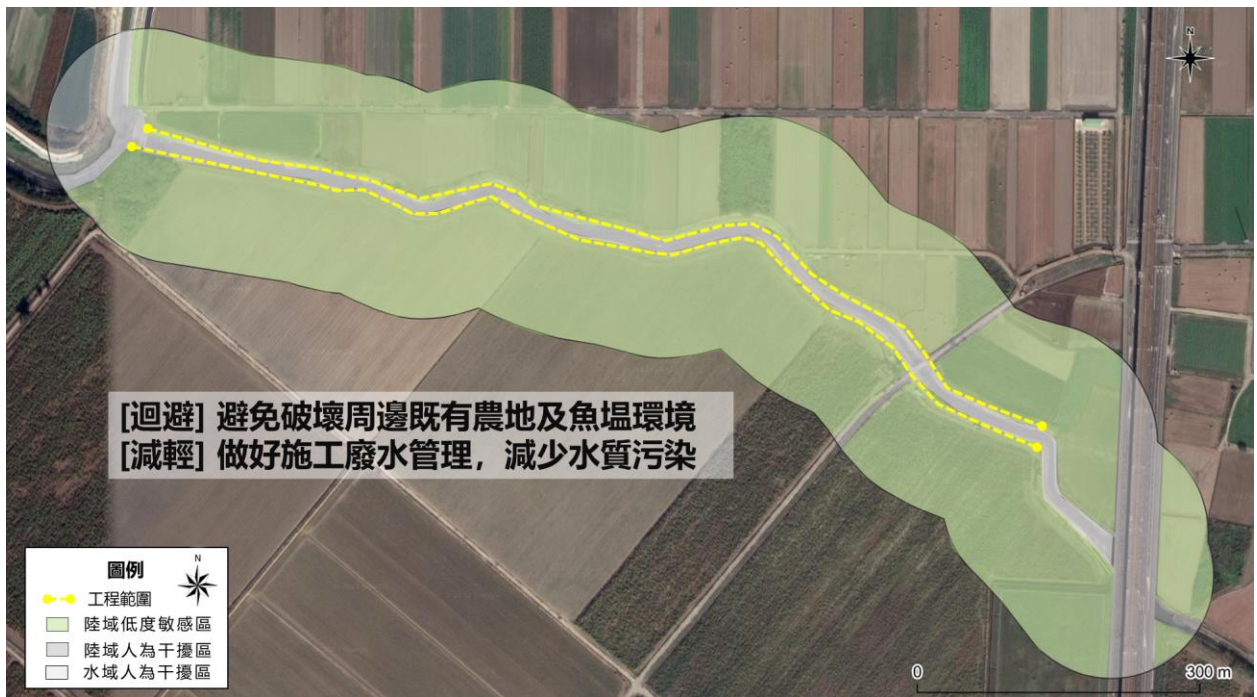 N
[迴避] 避免破壞周邊既有農地及魚塭環境
[減輕] 做好施工廢水管理，減少水質污染
圖例
N
工程範圍
陸域低度敏感區
陸域人為干擾區
水域人為干擾區
0 300 m